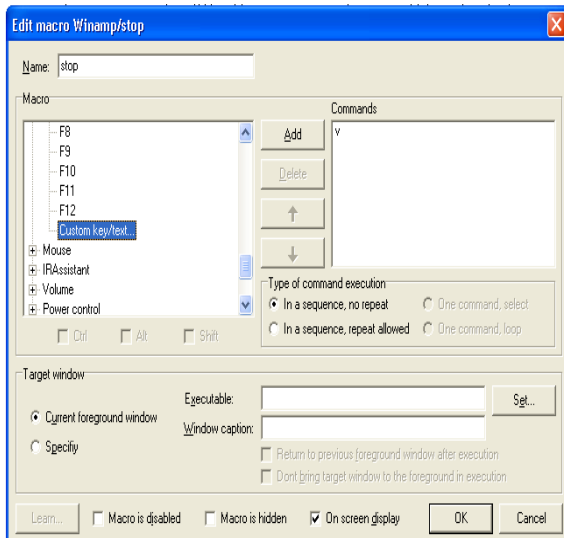 Edit macro Winamp/stop
Name: stop
Macro
F8
F9
F10
F11
F12
Custom key/text...
Mouse
IRAssistant
Volume
Power control
Ctrl Alt Shift
Add
Delete
Commands
v
Type of command execution
In a sequence, no repeat One command, select
In a sequence, repeat allowed One command, loop
Target window
Current foreground window
Specifiy
Executable:
Window caption:
Set...
Return to previous foreground window after execution
Dont bring target window to the foreground in execution
Learn... Macro is disabled Macro is hidden On screen display OK Cancel